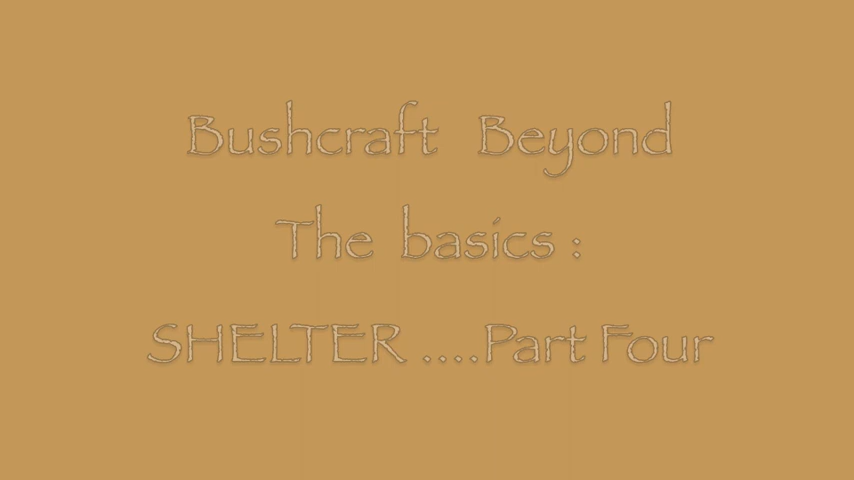 Bushcraft Beyond
The basics :
SHELTER ....Part Four